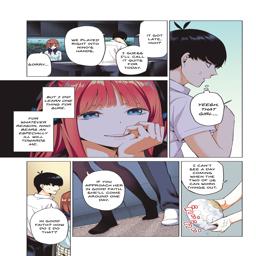 IT GOT
LATE,
HUH?
I GUESS
I'LL CALL
IT QUITS
FOR
TODAY.
WE PLAYED
RIGHT INTO
NINO'S
HANDS.
SORRY...
YEESH.
THAT
GIRL...
BUT I DID
LEARN ONE
THING FOR
SURE.
FOR
WHATEVER
REASON, NINO
BEARS AN
ESPECIALLY
ILL WILL
TOWARDS
ME.
I CAN'T
SEE A DAY
COMING
WHEN THE
TWO OF US
CAN WORK
THINGS OUT.
IF YOU
APPROACH HER
IN GOOD FAITH,
SHE'LL COME
AROUND ONE
DAY.
IN GOOD
FAITH? HOW
DO I DO
THAT?